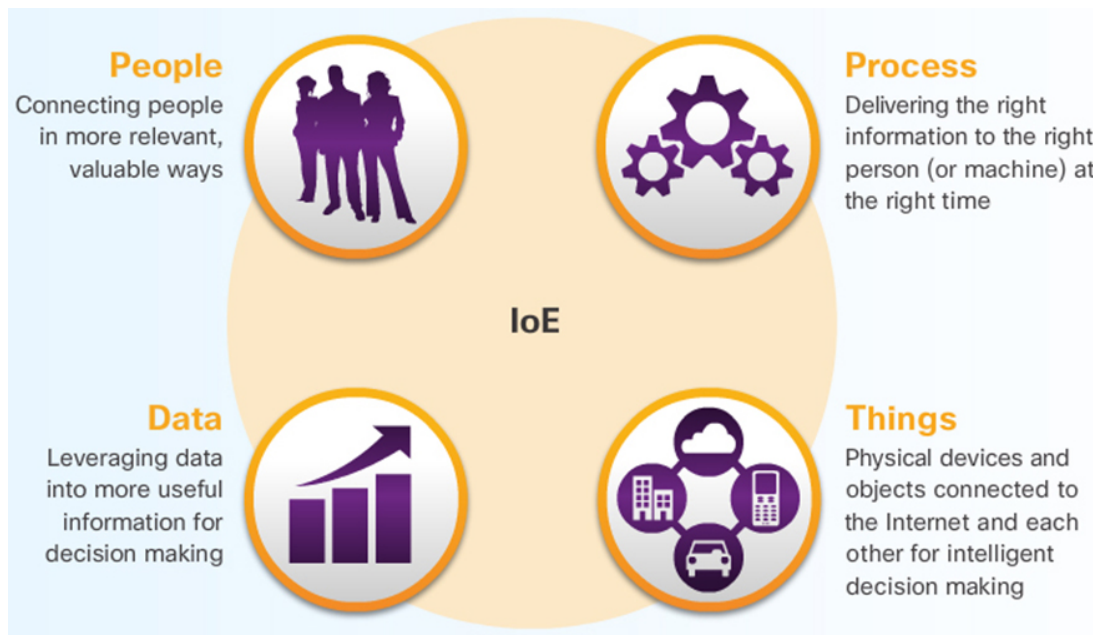 People
Connecting people
in more relevant,
valuable ways
Process
Delivering the right
information to the right
person (or machine) at
the right time
IoE
Data
Leveraging data
into more useful
information for
decision making
Things
Physical devices and
objects connected to
the Internet and each
other for intelligent
decision making